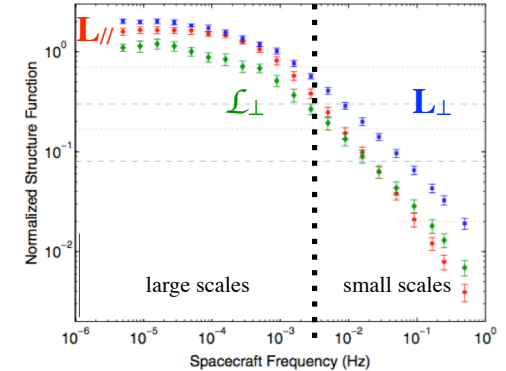 L//
10⁰
ℒ⊥
L⊥
10⁻¹
10⁻²
Normalized Structure Function
large scales
small scales
10⁻⁶ 10⁻⁵ 10⁻⁴ 10⁻³ 10⁻² 10⁻¹ 10⁰
Spacecraft Frequency (Hz)